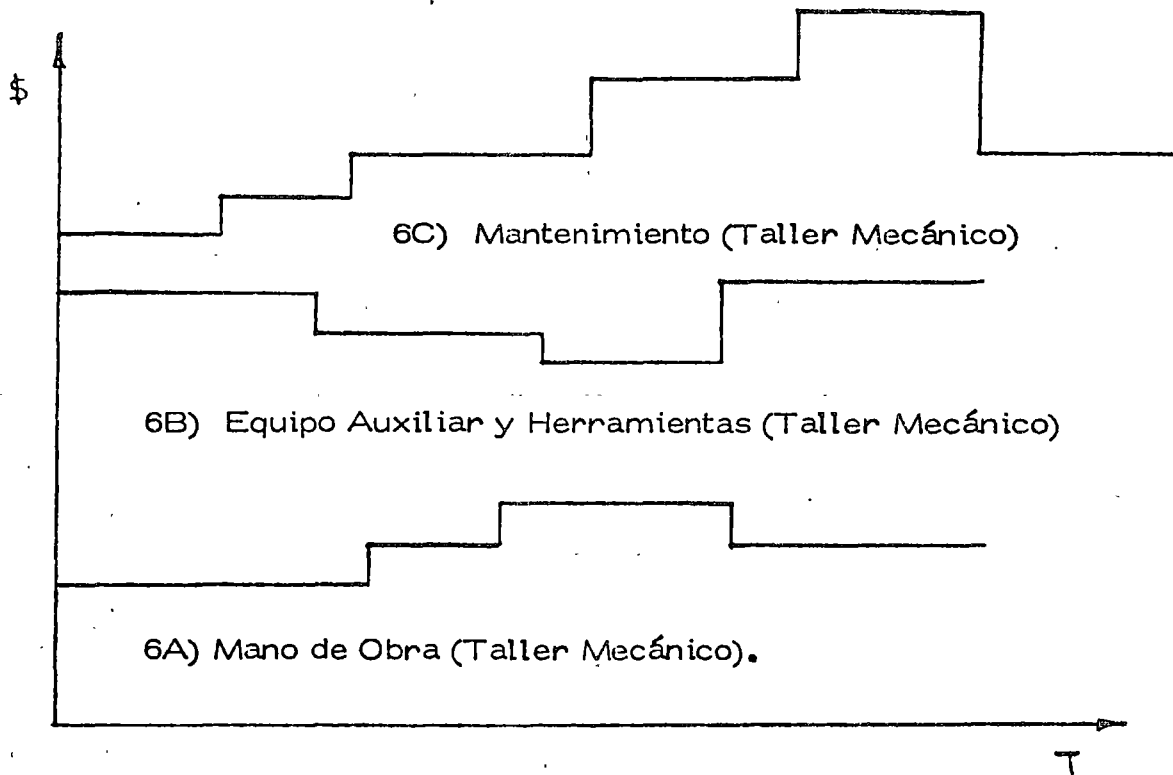 $
6C) Mantenimiento (Taller Mecánico)
6B) Equipo Auxiliar y Herramientas (Taller Mecánico)
6A) Mano de Obra (Taller Mecánico).
T